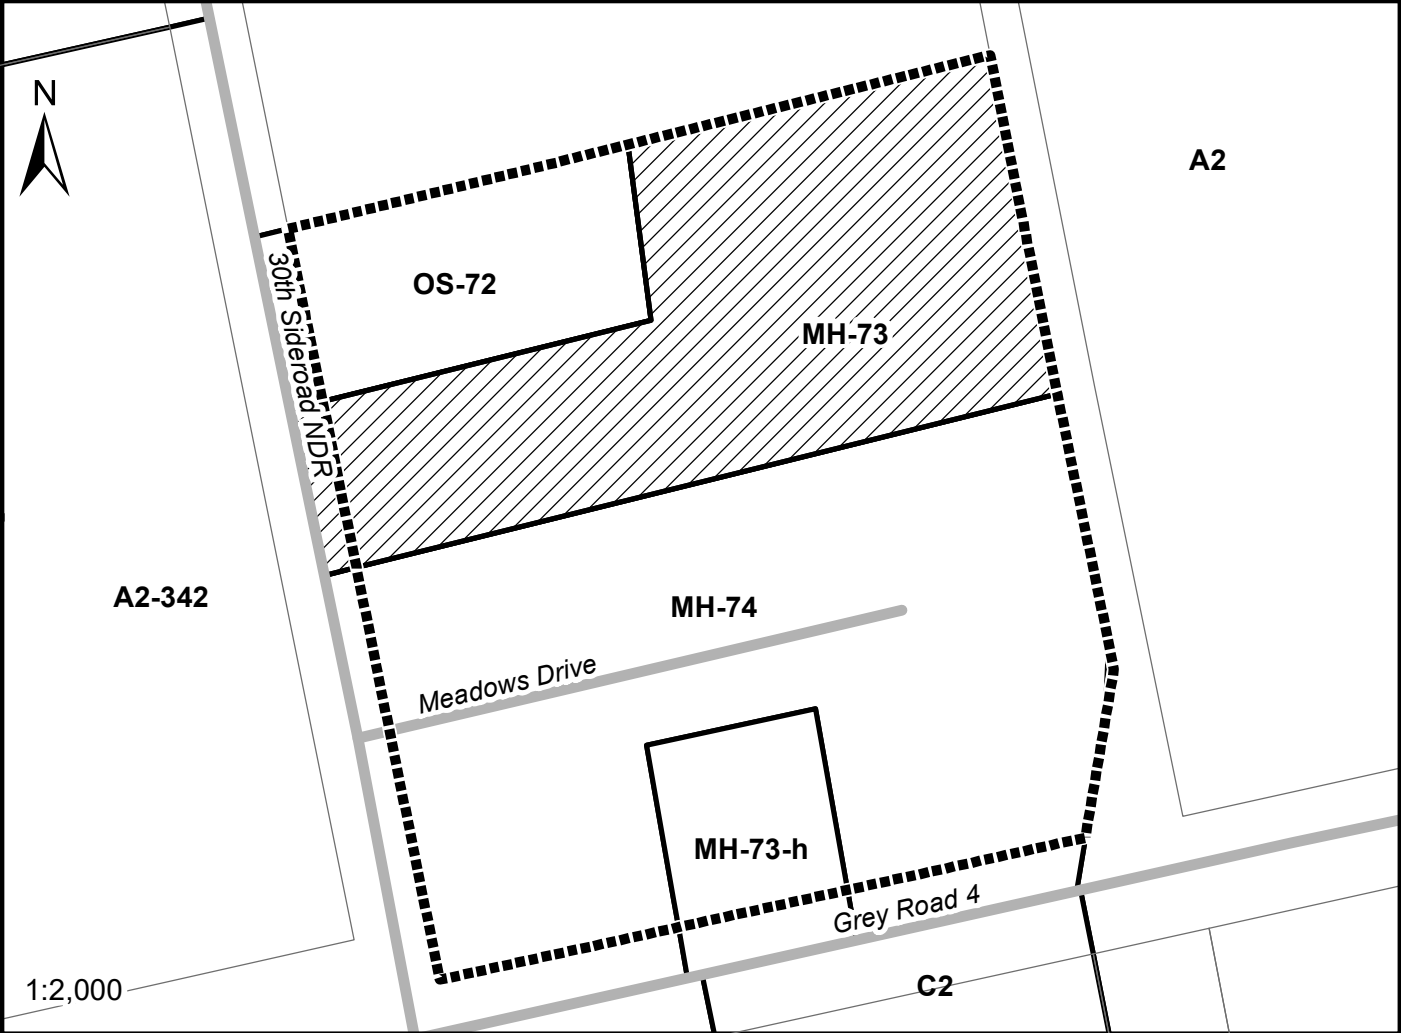 N
A2
OS-72
30th Sideroad NDR
MH-73
A2-342
MH-74
Meadows Drive
MH-73-h
Grey Road 4
1:2,000
C2